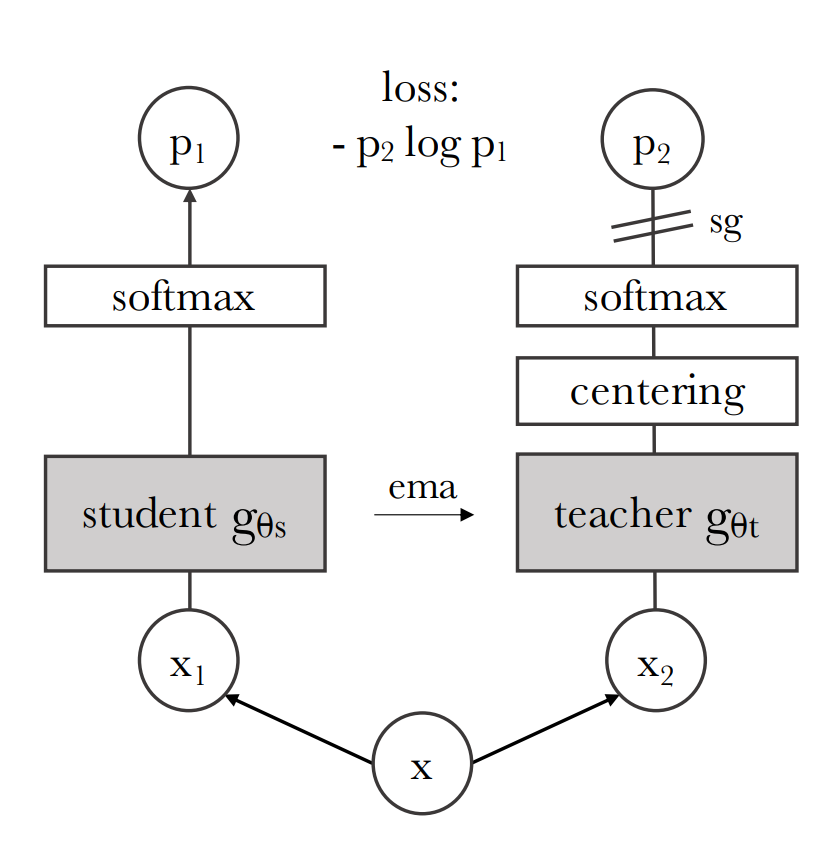 loss:
p₁
- p₂ log p₁
p₂
sg
softmax
softmax
centering
ema
student gθs
teacher gθt
x₁
x₂
x